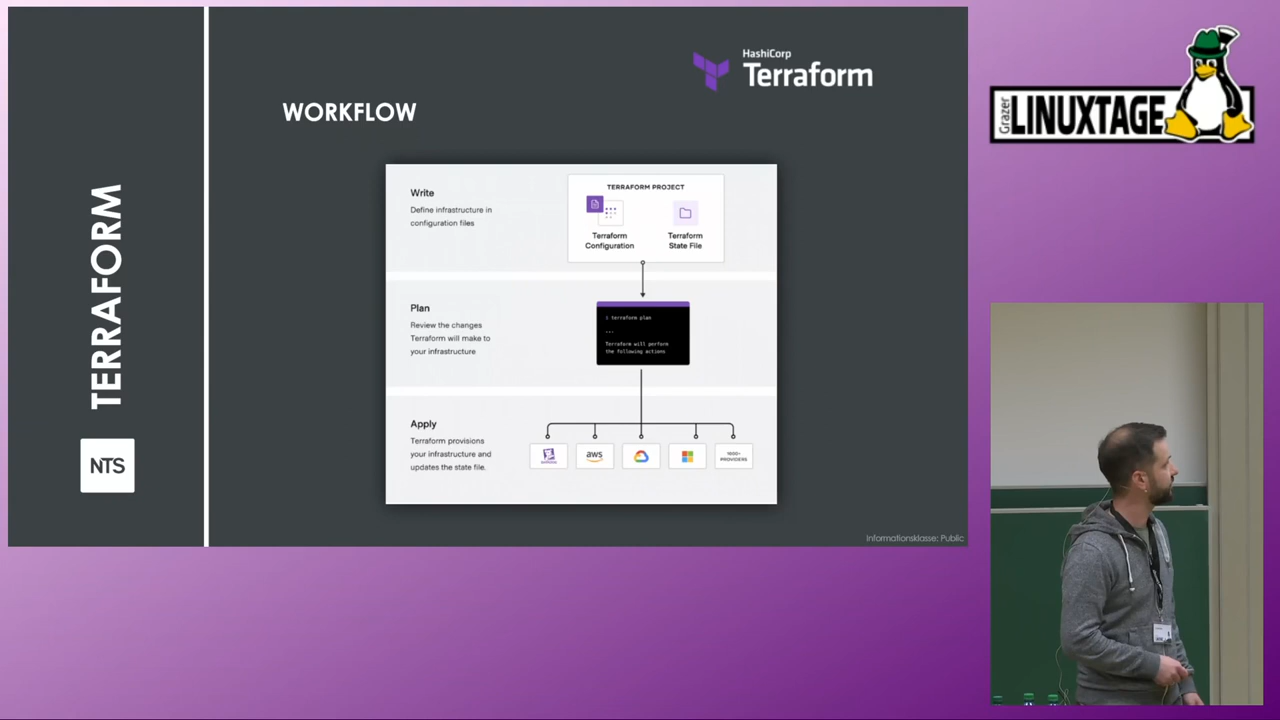 TERRAFORM
NTS
HashiCorp
Terraform
WORKFLOW
Write
Define infrastructure in
configuration files
TERRAFORM PROJECT
Terraform
Configuration
Terraform
State File
Plan
Review the changes
Terraform will make to
your infrastructure
$ terraform plan
...
Terraform will perform
the following actions
Apply
Terraform provisions
your infrastructure and
updates the state file.
aws
PROVIDERS
Informationsklasse: Public
Grazer
LINUXTAGE